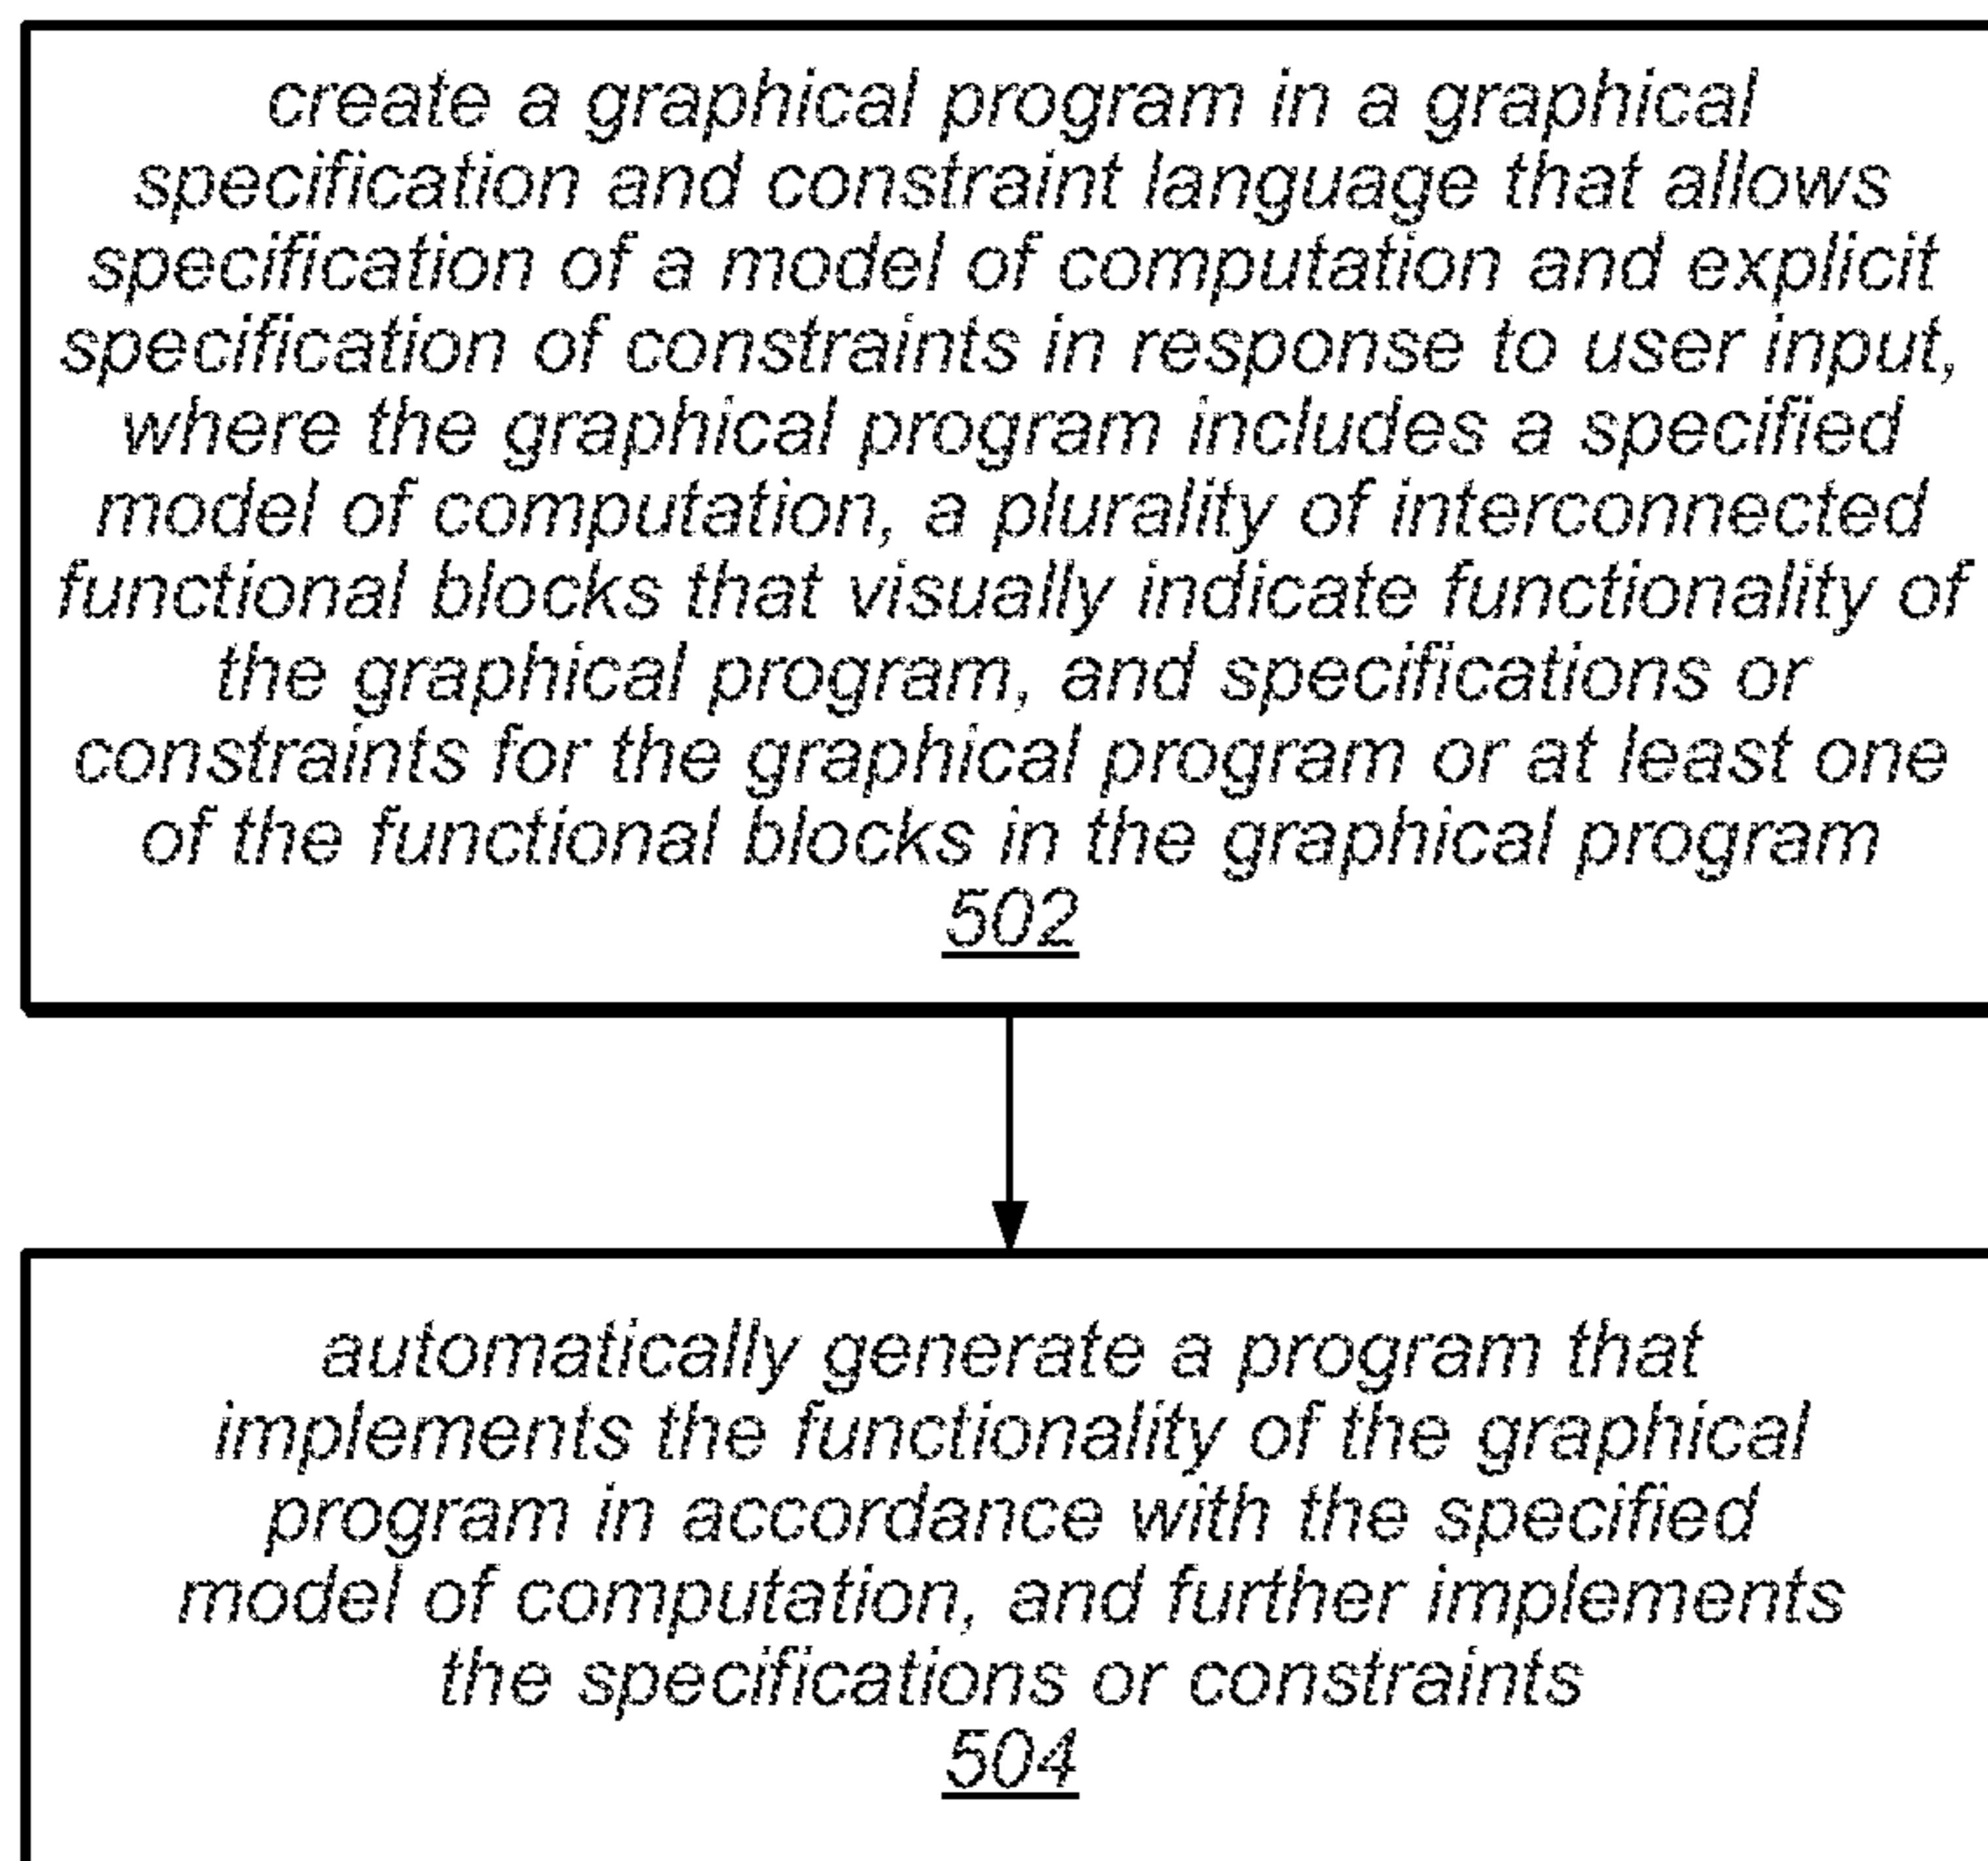 create a graphical program in a graphical
specification and constraint language that allows
specification of a model of computation and explicit
specification of constraints in response to user input,
where the graphical program includes a specified
model of computation, a plurality of interconnected
functional blocks that visually indicate functionality of
the graphical program, and specifications or
constraints for the graphical program or at least one
of the functional blocks in the graphical program
502
automatically generate a program that
implements the functionality of the graphical
program in accordance with the specified
model of computation, and further implements
the specifications or constraints
504